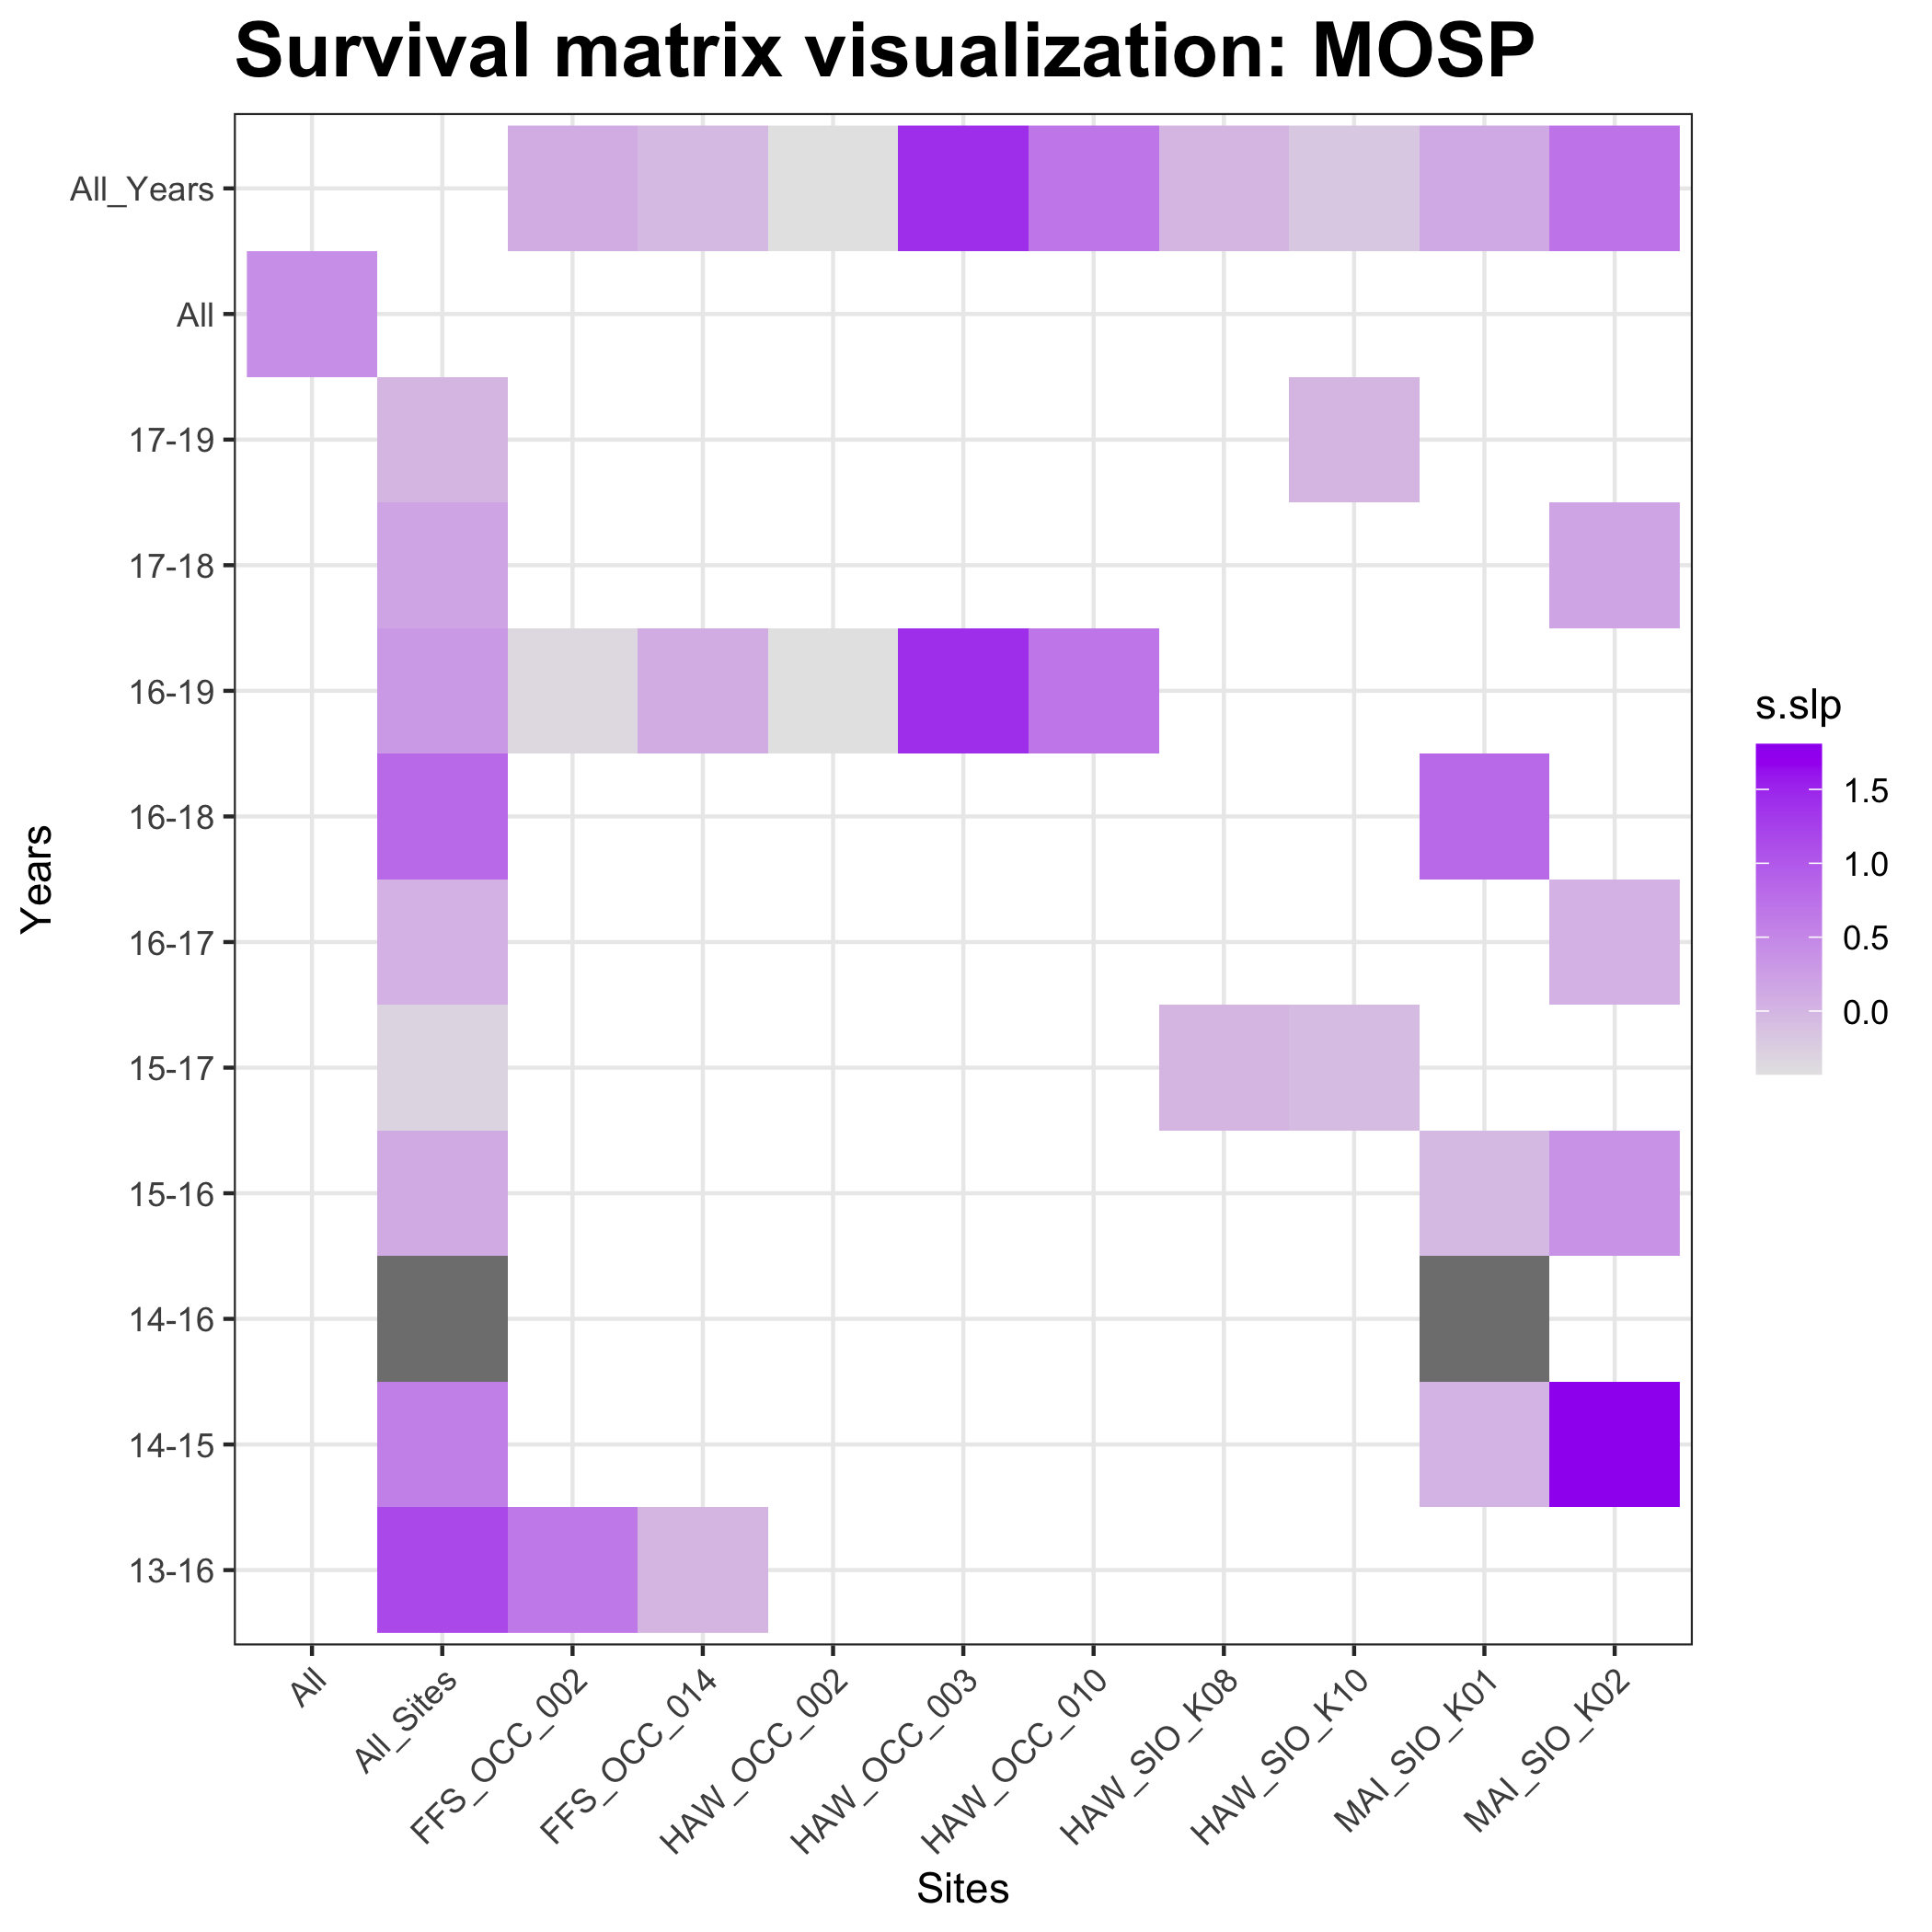 Survival matrix visualization: MOSP
All_Years
All
17-19
17-18
16-19
16-18
16-17
15-17
15-16
14-16
14-15
13-16
Years
s.slp
1.5
1.0
0.5
0.0
All
All_Sites
FFS_OCC_002
FFS_OCC_014
HAW_OCC_002
HAW_OCC_003
HAW_OCC_010
HAW_SIO_K08
HAW_SIO_K10
MAI_SIO_K01
MAI_SIO_K02
Sites